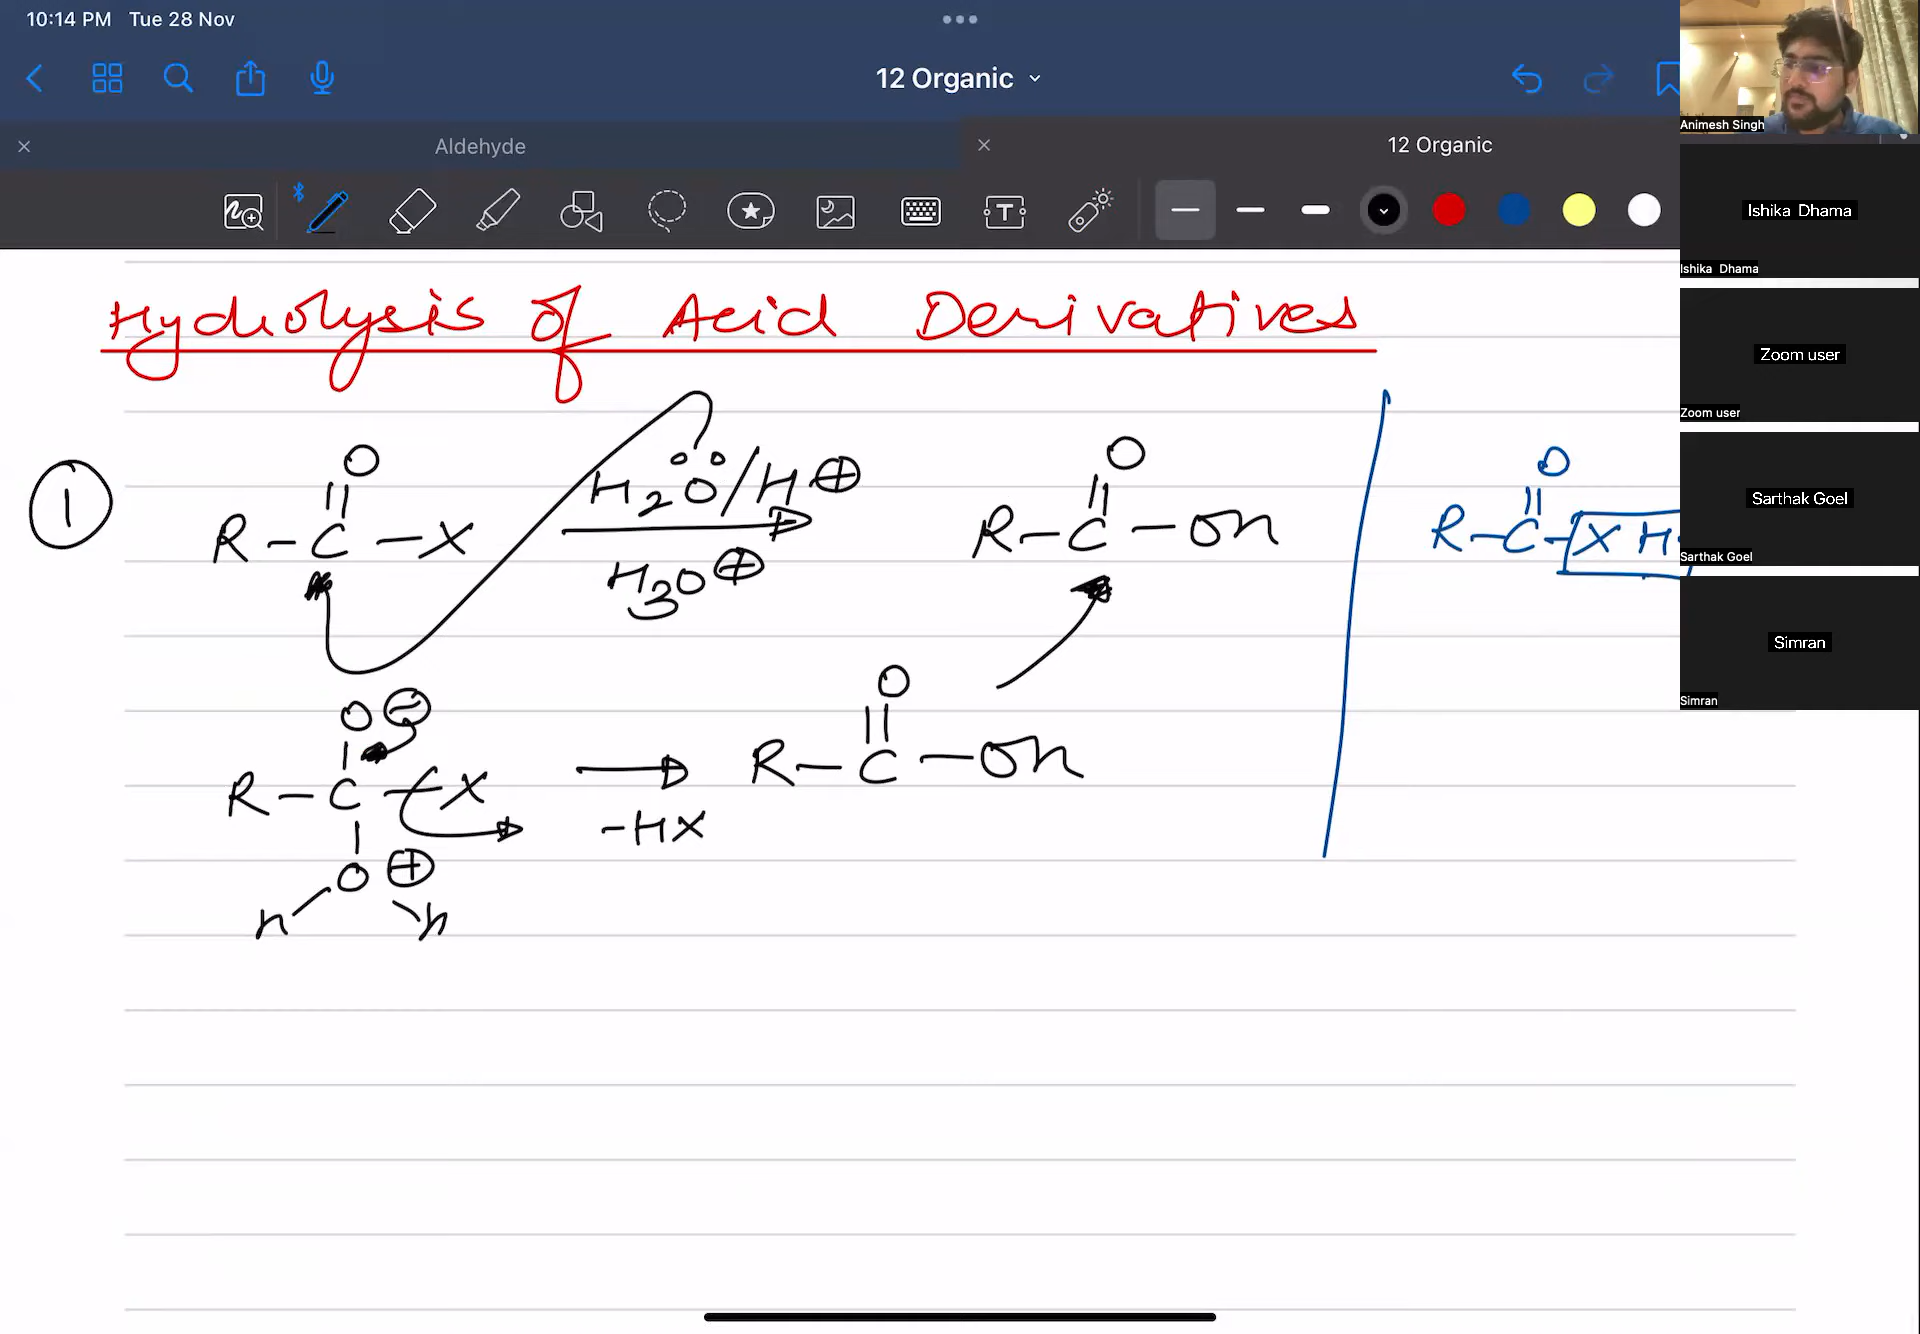 10:14 PM Tue 28 Nov
12 Organic
Aldehyde
12 Organic
T
Animesh Singh
Ishika Dhama
Ishika Dhama
Zoom user
Zoom user
Sarthak Goel
Sarthak Goel
Simran
Simran
Hydrolysis of Acid Derivatives
1
O
||
R-C-X
H2O/H⊕
H3O⊕
O
||
R-C-OH
O
||
R-C-X H
O⊖
|
R-C-X
|
O⊕
H H
-HX
O
||
R-C-OH